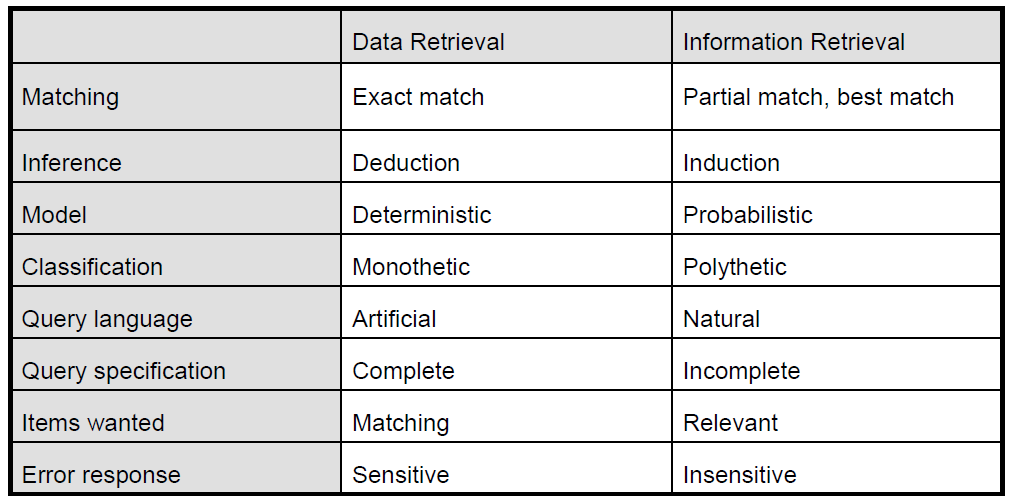 Data Retrieval Information Retrieval
Matching Exact match Partial match, best match
Inference Deduction Induction
Model Deterministic Probabilistic
Classification Monothetic Polythetic
Query language Artificial Natural
Query specification Complete Incomplete
Items wanted Matching Relevant
Error response Sensitive Insensitive